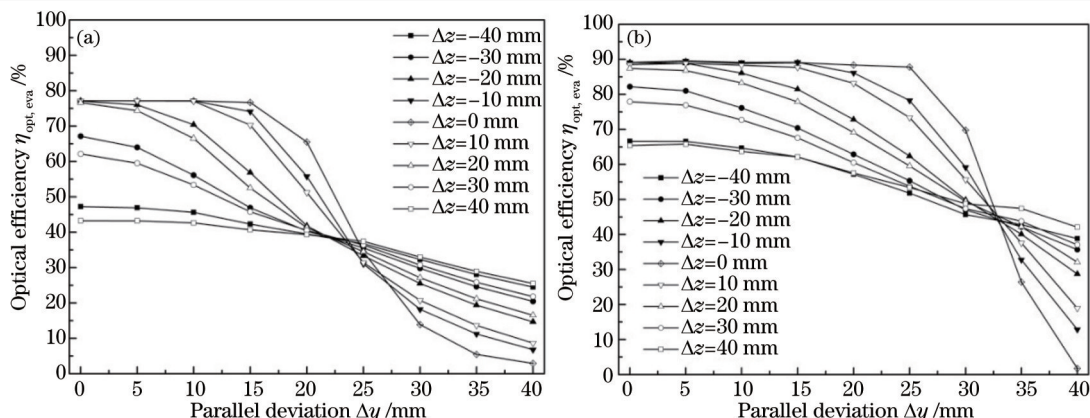 (a)
Optical efficiency ηopt, eva /%
100
90
80
70
60
50
40
30
20
10
0
Δz=−40 mm
Δz=−30 mm
Δz=−20 mm
Δz=−10 mm
Δz=0 mm
Δz=10 mm
Δz=20 mm
Δz=30 mm
Δz=40 mm
0 5 10 15 20 25 30 35 40
Parallel deviation Δy /mm
(b)
Optical efficiency ηopt, eva /%
100
90
80
70
60
50
40
30
20
10
0
Δz=−40 mm
Δz=−30 mm
Δz=−20 mm
Δz=−10 mm
Δz=0 mm
Δz=10 mm
Δz=20 mm
Δz=30 mm
Δz=40 mm
0 5 10 15 20 25 30 35 40
Parallel deviation Δy /mm